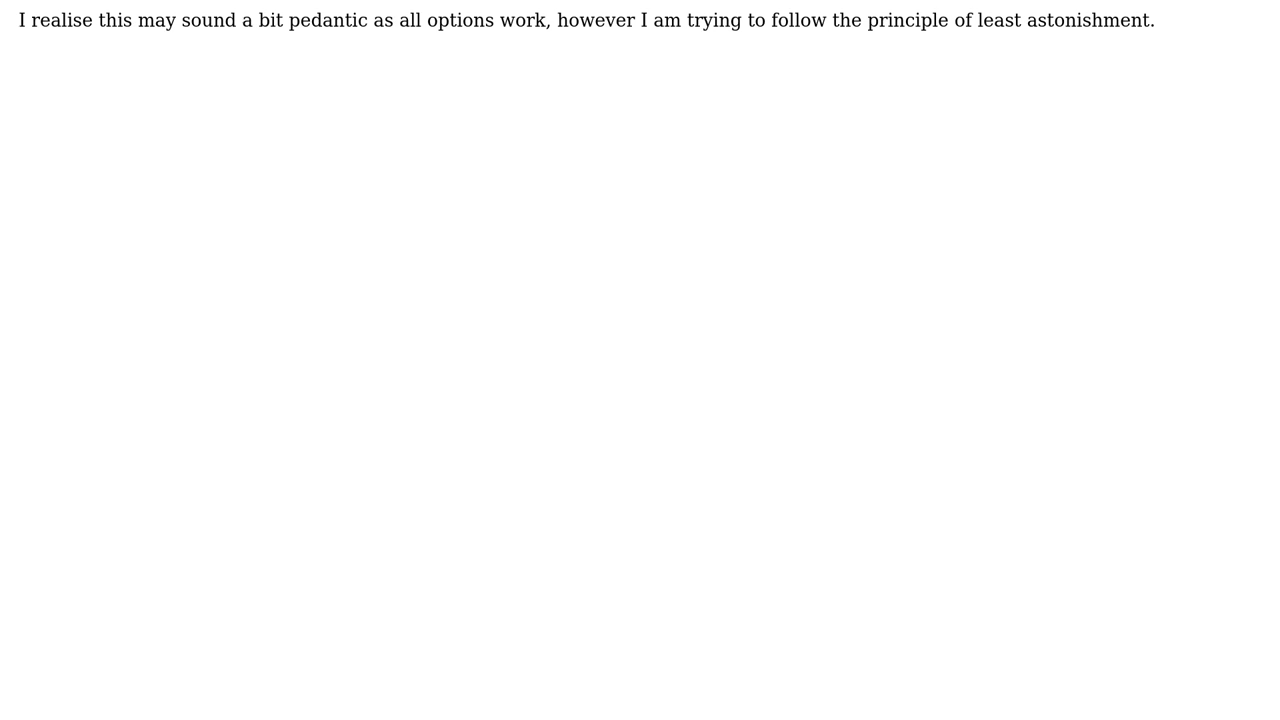 I realise this may sound a bit pedantic as all options work, however I am trying to follow the principle of least astonishment.